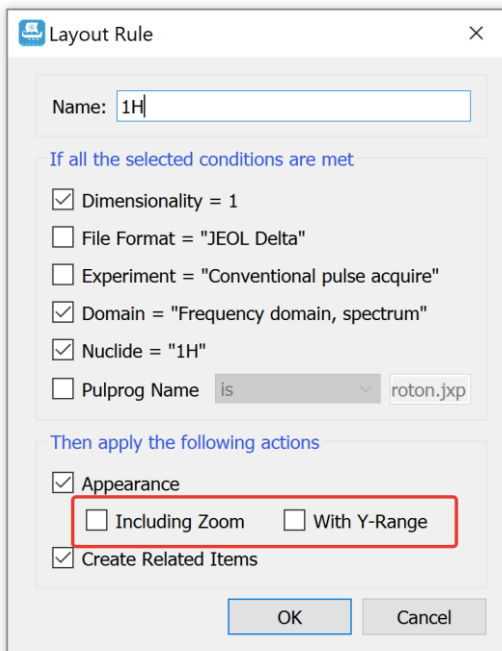 Layout Rule
Name: 1H
If all the selected conditions are met
Dimensionality = 1
File Format = "JEOL Delta"
Experiment = "Conventional pulse acquire"
Domain = "Frequency domain, spectrum"
Nuclide = "1H"
Pulprog Name is roton.jxp
Then apply the following actions
Appearance
Including Zoom With Y-Range
Create Related Items
OK Cancel